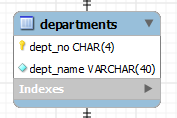 departments
dept_no CHAR(4)
dept_name VARCHAR(40)
Indexes